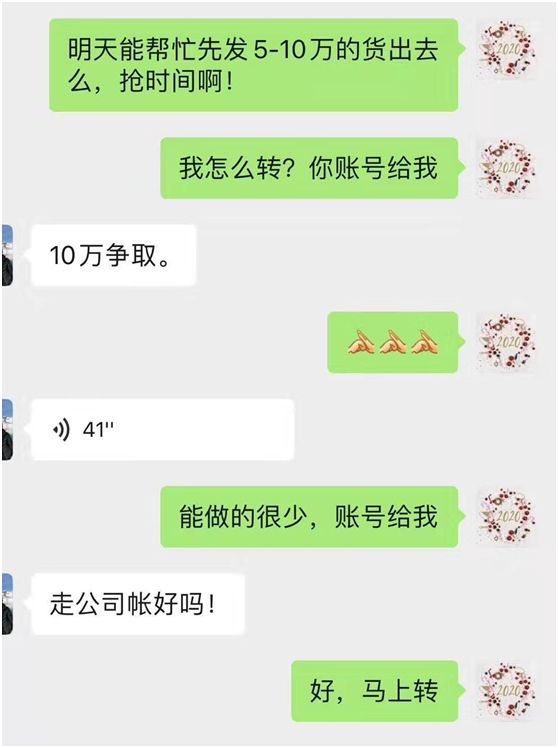 明天能帮忙先发5-10万的货出去
么，抢时间啊！
2020
我怎么转？你账号给我
2020
10万争取。
2020
41"
能做的很少，账号给我
2020
走公司帐好吗！
好，马上转
2020